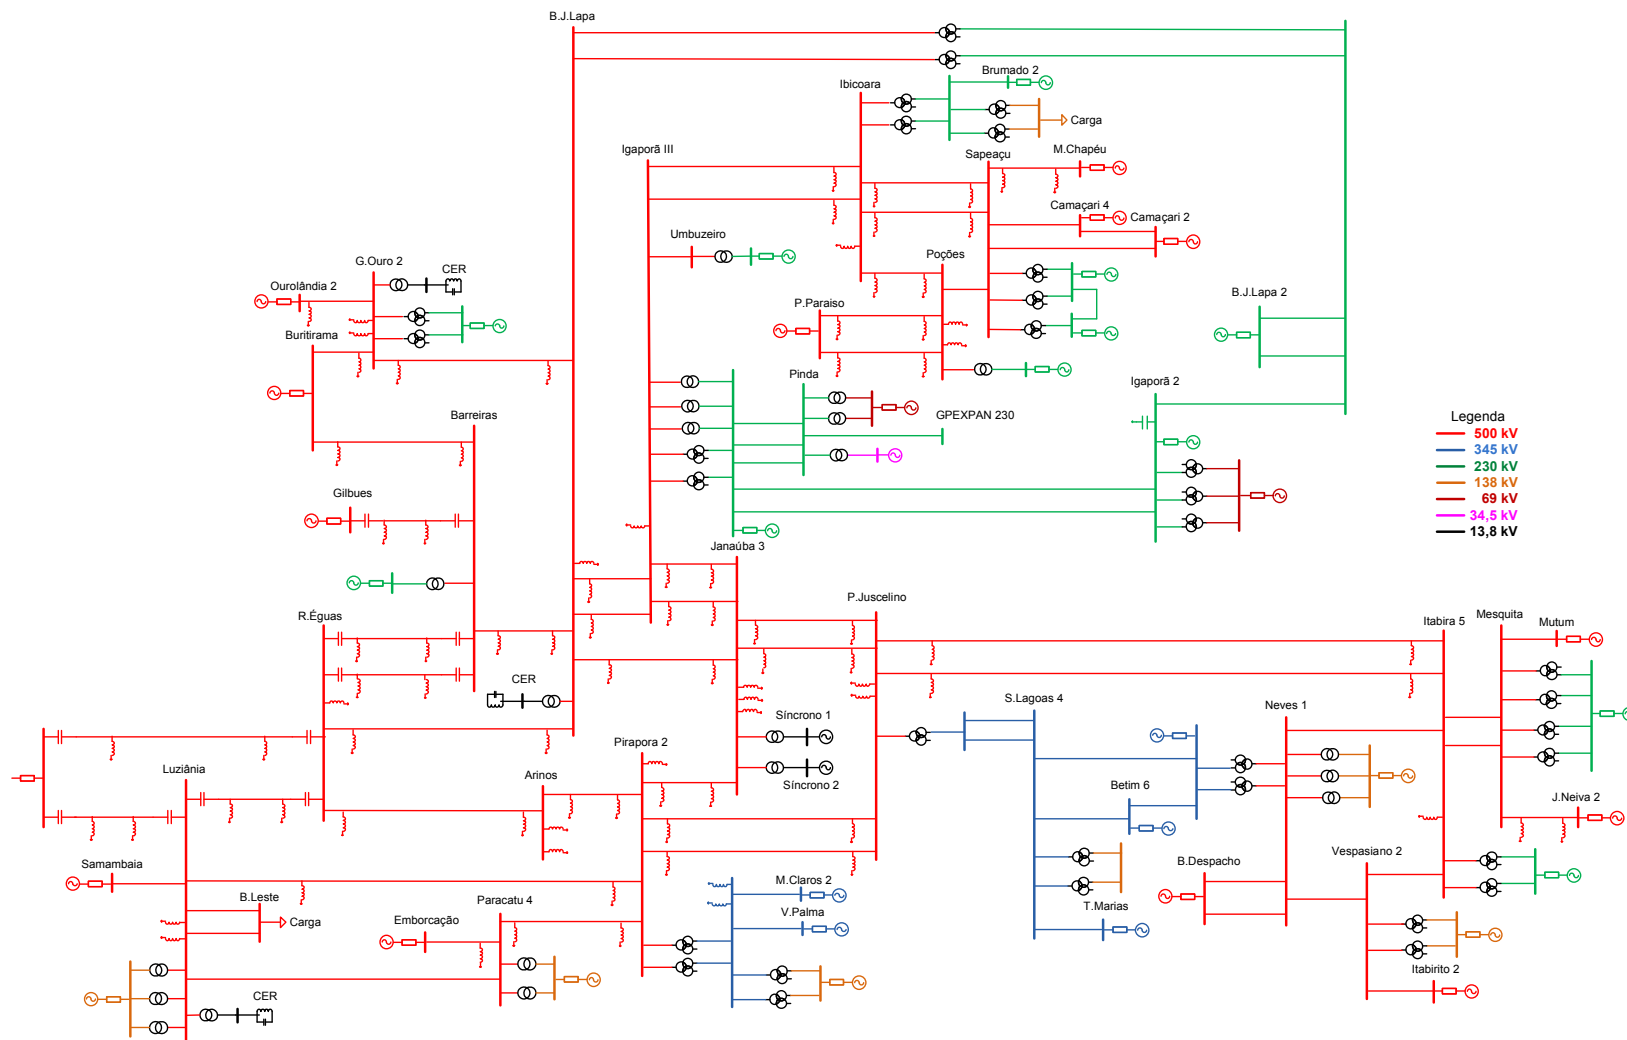 B.J.Lapa
Brumado 2
Ibicoara
Carga
Igaporã III
Sapeaçu
M.Chapéu
Camaçari 4
Camaçari 2
Umbuzeiro
G.Ouro 2
CER
Poções
Ourolândia 2
B.J.Lapa 2
P.Paraiso
Buritirama
Pinda
Igaporã 2
Barreiras
GPEXPAN 230
Legenda
500 kV
345 kV
230 kV
138 kV
69 kV
34,5 kV
13,8 kV
Gilbues
Janaúba 3
P.Juscelino
R.Éguas
Itabira 5
Mesquita
Mutum
CER
S.Lagoas 4
Neves 1
Síncrono 1
Pirapora 2
Luziânia
Arinos
Síncrono 2
Betim 6
J.Neiva 2
Samambaia
B.Despacho
Vespasiano 2
B.Leste
M.Claros 2
Paracatu 4
Carga
Emborcação
V.Palma
T.Marias
Itabirito 2
CER